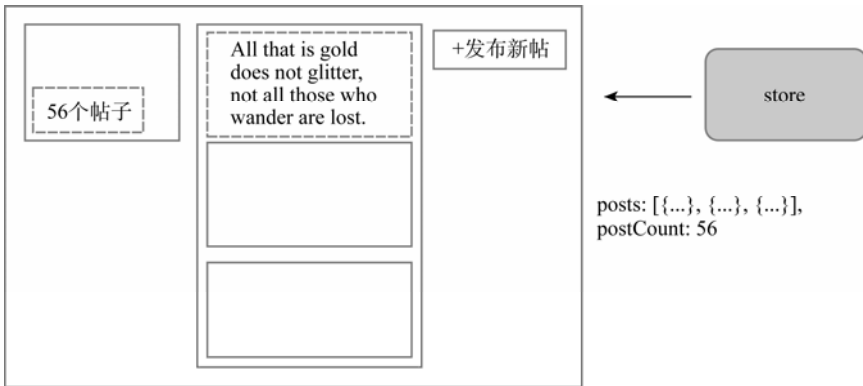 56个帖子
All that is gold
does not glitter,
not all those who
wander are lost.
+发布新帖
store
posts: [{...}, {...}, {...}],
postCount: 56